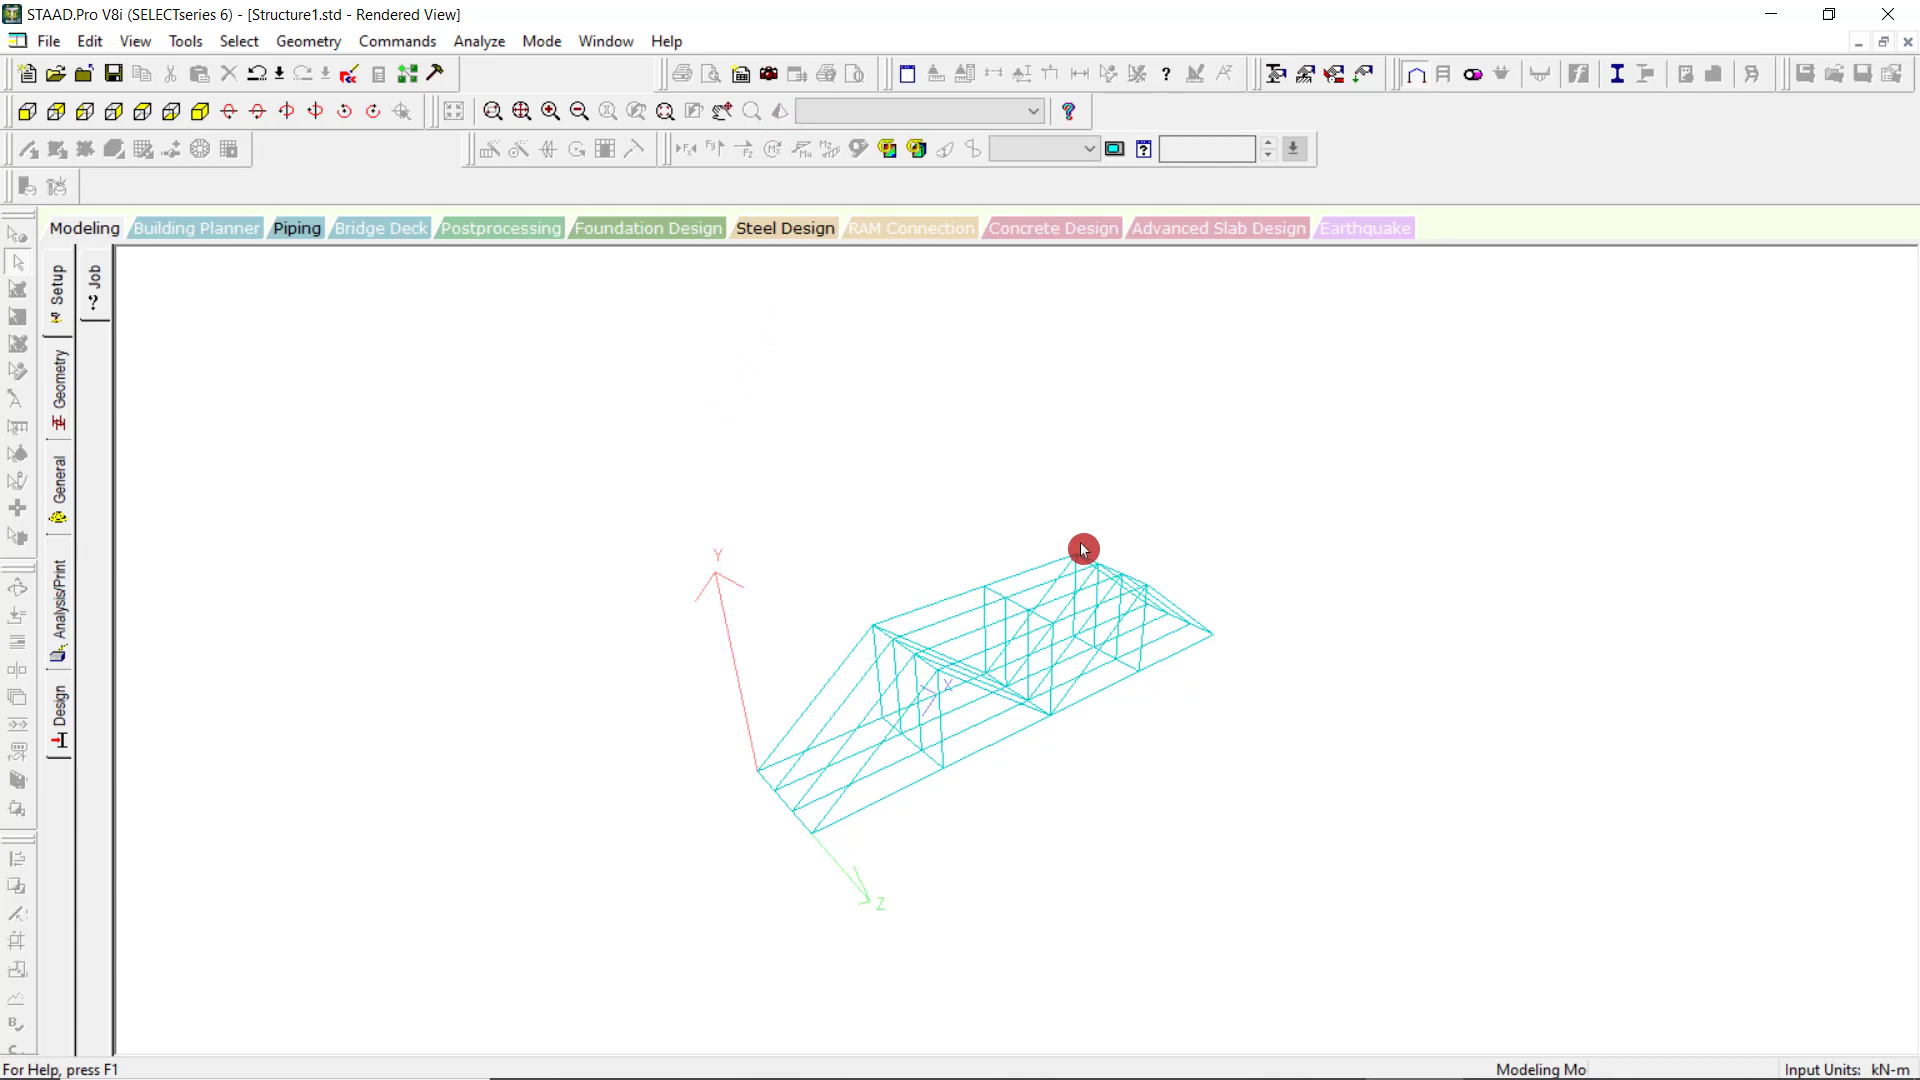 STAAD.Pro V8i (SELECTseries 6) - [Structure1.std - Rendered View]
File Edit View Tools Select Geometry Commands Analyze Mode Window Help
Modeling Building Planner Piping Bridge Deck Postprocessing Foundation Design Steel Design RAM Connection Concrete Design Advanced Slab Design Earthquake
Setup
Job
Geometry
General
Analysis/Print
Design
Y
X
Z
For Help, press F1
Modeling Mo
Input Units: kN-m